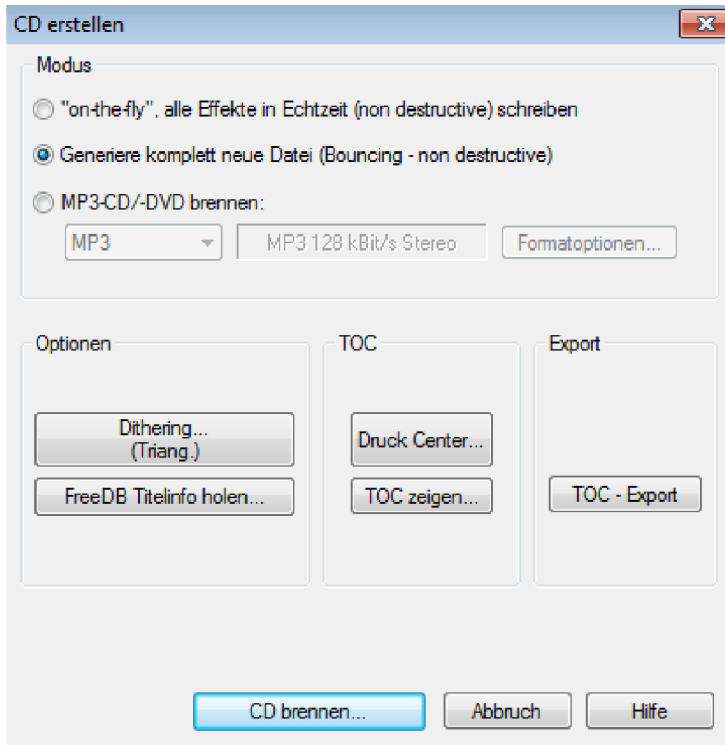 CD erstellen
Modus
"on-the-fly", alle Effekte in Echtzeit (non destructive) schreiben
Generiere komplett neue Datei (Bouncing - non destructive)
MP3-CD/-DVD brennen:
MP3
MP3 128 kBit/s Stereo
Formatoptionen...
Optionen
Dithering...
(Triang.)
FreeDB Titelinfo holen...
TOC
Druck Center...
TOC zeigen...
Export
TOC - Export
CD brennen...
Abbruch
Hilfe